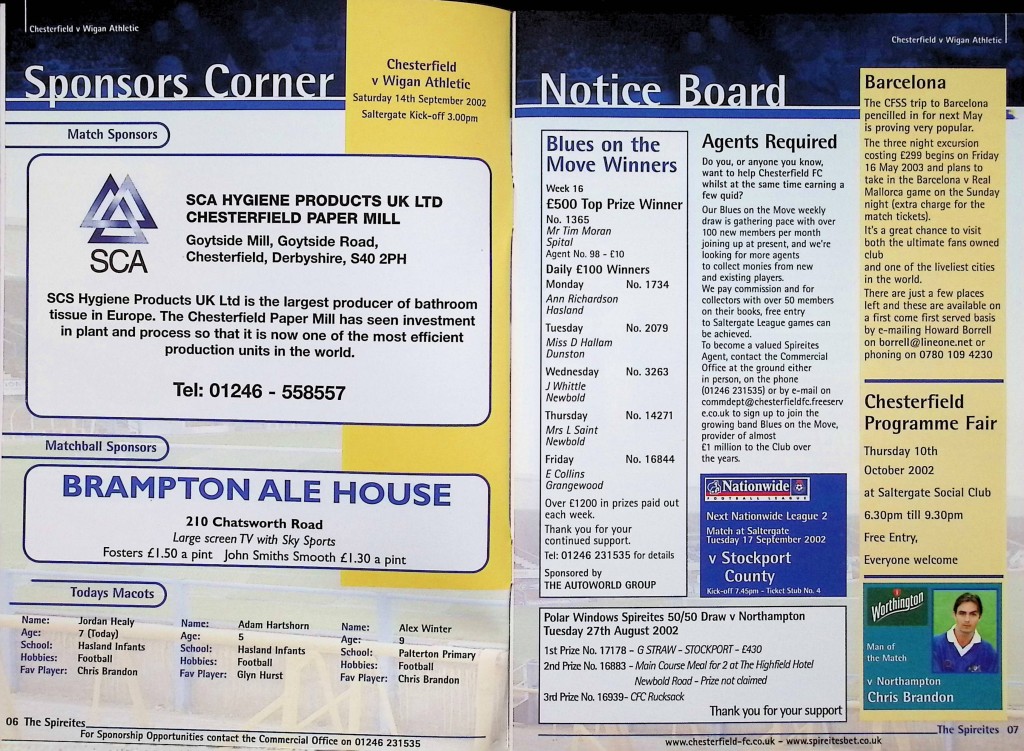 Chesterfield v Wigan Athletic
Sponsors Corner
Chesterfield
v Wigan Athletic
Saturday 14th September 2002
Saltergate Kick-off 3.00pm
Match Sponsors
SCA
SCA HYGIENE PRODUCTS UK LTD
CHESTERFIELD PAPER MILL
Goytside Mill, Goytside Road,
Chesterfield, Derbyshire, S40 2PH
SCS Hygiene Products UK Ltd is the largest producer of bathroom
tissue in Europe. The Chesterfield Paper Mill has seen investment
in plant and process so that it is now one of the most efficient
production units in the world.
Tel: 01246 - 558557
Matchball Sponsors
BRAMPTON ALE HOUSE
210 Chatsworth Road
Large screen TV with Sky Sports
Fosters £1.50 a pint John Smiths Smooth £1.30 a pint
Todays Macots
Name: Jordan Healy
Age: 7 (Today)
School: Hasland Infants
Hobbies: Football
Fav Player: Chris Brandon
Name: Adam Hartshorn
Age: 5
School: Hasland Infants
Hobbies: Football
Fav Player: Glyn Hurst
Name: Alex Winter
Age: 9
School: Palterton Primary
Hobbies: Football
Fav Player: Chris Brandon
06 The Spireites
For Sponsorship Opportunities contact the Commercial Office on 01246 231535
Chesterfield v Wigan Athletic
Notice Board
Blues on the
Move Winners
Week 16
£500 Top Prize Winner
No. 1365
Mr Tim Moran
Spital
Agent No. 98 - £10
Daily £100 Winners
Monday No. 1734
Ann Richardson
Hasland
Tuesday No. 2079
Miss D Hallam
Dunston
Wednesday No. 3263
J Whittle
Newbold
Thursday No. 14271
Mrs L Saint
Newbold
Friday No. 16844
E Collins
Grangewood
Over £1200 in prizes paid out
each week.
Thank you for your
continued support.
Tel: 01246 231535 for details
Sponsored by
THE AUTOWORLD GROUP
Agents Required
Do you, or anyone you know,
want to help Chesterfield FC
whilst at the same time earning a
few quid?
Our Blues on the Move weekly
draw is gathering pace with over
100 new members per month
joining up at present, and we're
looking for more agents
to collect monies from new
and existing players.
We pay commission and for
collectors with over 50 members
on their books, free entry
to Saltergate League games can
be achieved.
To become a valued Spireites
Agent, contact the Commercial
Office at the ground either
in person, on the phone
(01246 231535) or by e-mail on
commdept@chesterfieldfc.freeserv
e.co.uk to sign up to join the
growing band Blues on the Move,
provider of almost
£1 million to the Club over
the years.
Nationwide
FOOTBALL LEAGUE
Next Nationwide League 2
Match at Saltergate
Tuesday 17 September 2002
v Stockport
County
Kick-off 7.45pm - Ticket Stub No. 4
Polar Windows Spireites 50/50 Draw v Northampton
Tuesday 27th August 2002
1st Prize No. 17178 - G STRAW - STOCKPORT - £430
2nd Prize No. 16883 - Main Course Meal for 2 at The Highfield Hotel
Newbold Road - Prize not claimed
3rd Prize No. 16939- CFC Rucksack
Thank you for your support
Barcelona
The CFSS trip to Barcelona
pencilled in for next May
is proving very popular.
The three night excursion
costing £299 begins on Friday
16 May 2003 and plans to
take in the Barcelona v Real
Mallorca game on the Sunday
night (extra charge for the
match tickets).
It's a great chance to visit
both the ultimate fans owned
club
and one of the liveliest cities
in the world.
There are just a few places
left and these are available on
a first come first served basis
by e-mailing Howard Borrell
on borrell@lineone.net or
phoning on 0780 109 4230
Chesterfield
Programme Fair
Thursday 10th
October 2002
at Saltergate Social Club
6.30pm till 9.30pm
Free Entry,
Everyone welcome
Worthington
Man of
the Match
v Northampton
Chris Brandon
The Spireites 07
www.chesterfield-fc.co.uk - www.spireitesbet.co.uk